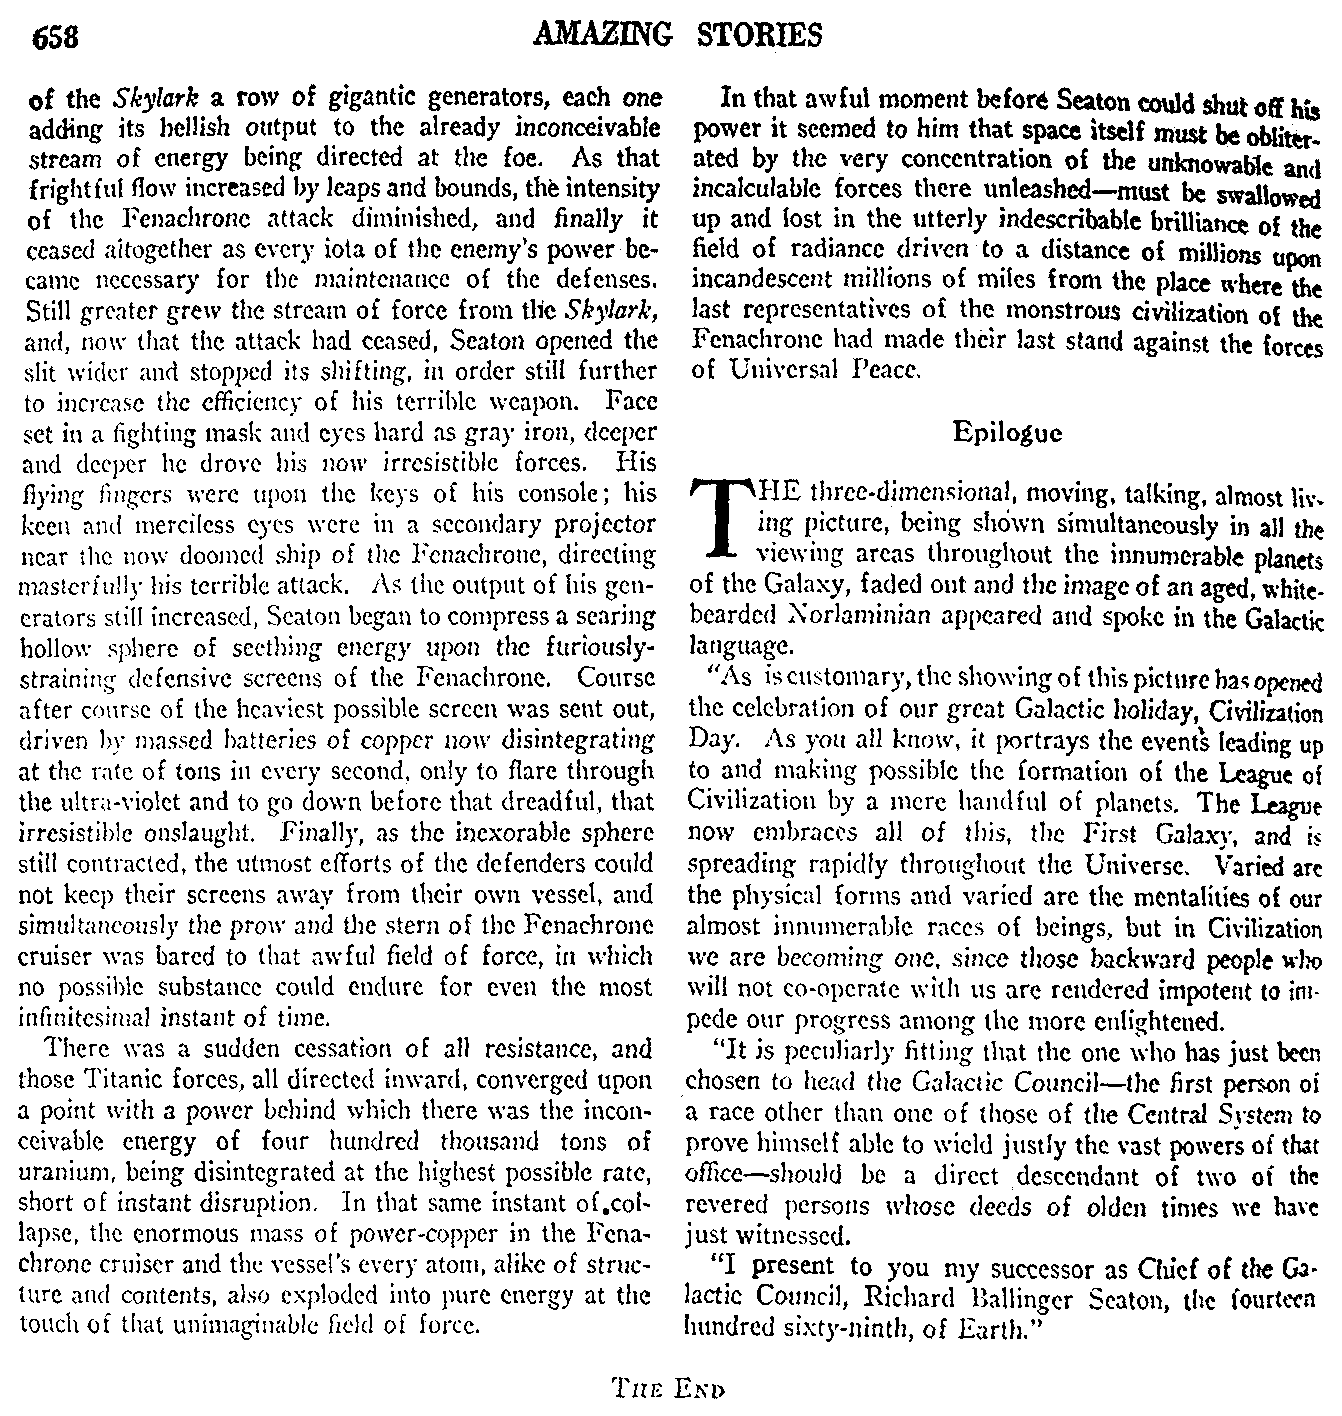 658
AMAZING STORIES
of the Skylark a row of gigantic generators, each one
adding its hellish output to the already inconceivable
stream of energy being directed at the foe. As that
frightful flow increased by leaps and bounds, the intensity
of the Fenachrone attack diminished, and finally it
ceased altogether as every iota of the enemy's power be-
came necessary for the maintenance of the defenses.
Still greater grew the stream of force from the Skylark,
and, now that the attack had ceased, Seaton opened the
slit wider and stopped its shifting, in order still further
to increase the efficiency of his terrible weapon. Face
set in a fighting mask and eyes hard as gray iron, deeper
and deeper he drove his now irresistible forces. His
flying fingers were upon the keys of his console; his
keen and merciless eyes were in a secondary projector
near the now doomed ship of the Fenachrone, directing
masterfully his terrible attack. As the output of his gen-
erators still increased, Seaton began to compress a searing
hollow sphere of seething energy upon the furiously-
straining defensive screens of the Fenachrone. Course
after course of the heaviest possible screen was sent out,
driven by massed batteries of copper now disintegrating
at the rate of tons in every second, only to flare through
the ultra-violet and to go down before that dreadful, that
irresistible onslaught. Finally, as the inexorable sphere
still contracted, the utmost efforts of the defenders could
not keep their screens away from their own vessel, and
simultaneously the prow and the stern of the Fenachrone
cruiser was bared to that awful field of force, in which
no possible substance could endure for even the most
infinitesimal instant of time.
There was a sudden cessation of all resistance, and
those Titanic forces, all directed inward, converged upon
a point with a power behind which there was the incon-
ceivable energy of four hundred thousand tons of
uranium, being disintegrated at the highest possible rate,
short of instant disruption. In that same instant of col-
lapse, the enormous mass of power-copper in the Fena-
chrone cruiser and the vessel's every atom, alike of struc-
ture and contents, also exploded into pure energy at the
touch of that unimaginable field of force.
In that awful moment before Seaton could shut off his
power it seemed to him that space itself must be obliter-
ated by the very concentration of the unknowable and
incalculable forces there unleashed—must be swallowed
up and lost in the utterly indescribable brilliance of the
field of radiance driven to a distance of millions upon
incandescent millions of miles from the place where the
last representatives of the monstrous civilization of the
Fenachrone had made their last stand against the forces
of Universal Peace.
Epilogue
THE three-dimensional, moving, talking, almost liv-
ing picture, being shown simultaneously in all the
viewing areas throughout the innumerable planets
of the Galaxy, faded out and the image of an aged, white-
bearded Norlaminian appeared and spoke in the Galactic
language.
"As is customary, the showing of this picture has opened
the celebration of our great Galactic holiday, Civilization
Day. As you all know, it portrays the events leading up
to and making possible the formation of the League of
Civilization by a mere handful of planets. The League
now embraces all of this, the First Galaxy, and is
spreading rapidly throughout the Universe. Varied are
the physical forms and varied are the mentalities of our
almost innumerable races of beings, but in Civilization
we are becoming one, since those backward people who
will not co-operate with us are rendered impotent to im-
pede our progress among the more enlightened.
"It is peculiarly fitting that the one who has just been
chosen to head the Galactic Council—the first person of
a race other than one of those of the Central System to
prove himself able to wield justly the vast powers of that
office—should be a direct descendant of two of the
revered persons whose deeds of olden times we have
just witnessed.
"I present to you my successor as Chief of the Ga-
lactic Council, Richard Ballinger Seaton, the fourteen
hundred sixty-ninth, of Earth."
THE END